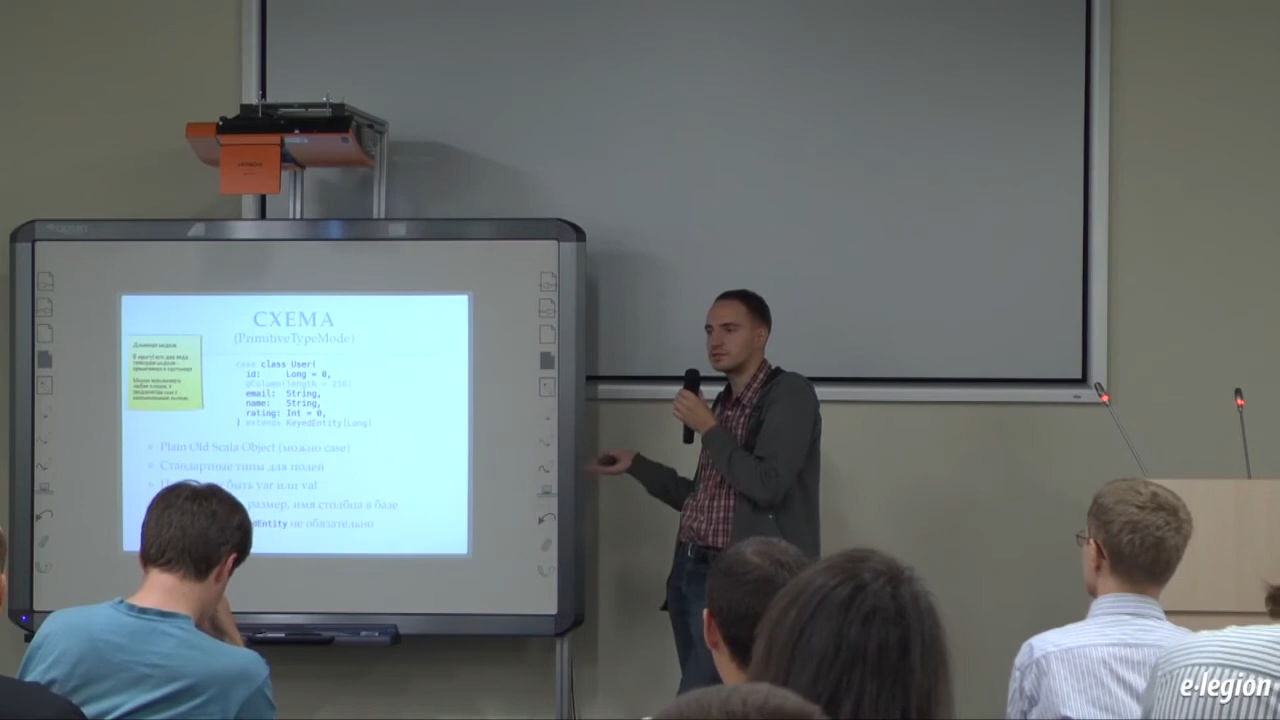 СХЕМА
(PrimitiveTypeMode)
case class User(
id: Long = 0,
@Column(length = 256)
email: String,
name: String,
rating: Int = 0,
) extends KeyedEntity[Long]
Plain Old Scala Object (можно case)
Стандартные типы для полей
быть var или val
размер, имя столбца в базе
dEntity не обязательно
e-legion